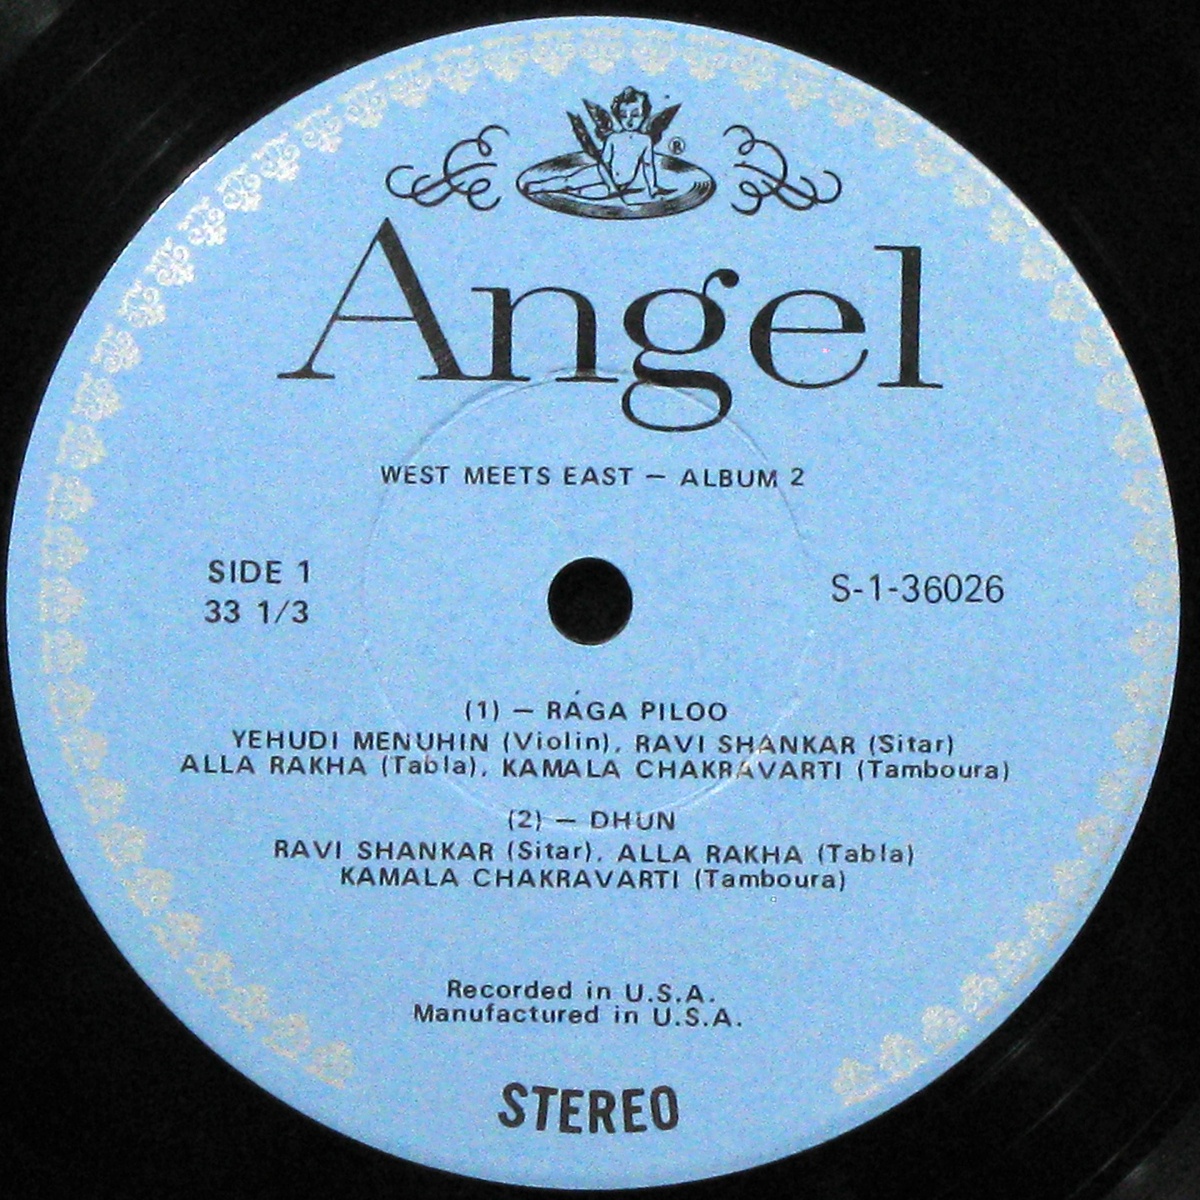 ®
Angel
WEST MEETS EAST — ALBUM 2
SIDE 1
33 1/3
S-1-36026
(1) — RÁGA PILOO
YEHUDI MENUHIN (Violin), RAVI SHANKAR (Sitar)
ALLA RAKHA (Tabla), KAMALA CHAKRAVARTI (Tamboura)
(2) — DHUN
RAVI SHANKAR (Sitar), ALLA RAKHA (Tabla)
KAMALA CHAKRAVARTI (Tamboura)
Recorded in U.S.A.
Manufactured in U.S.A.
STEREO